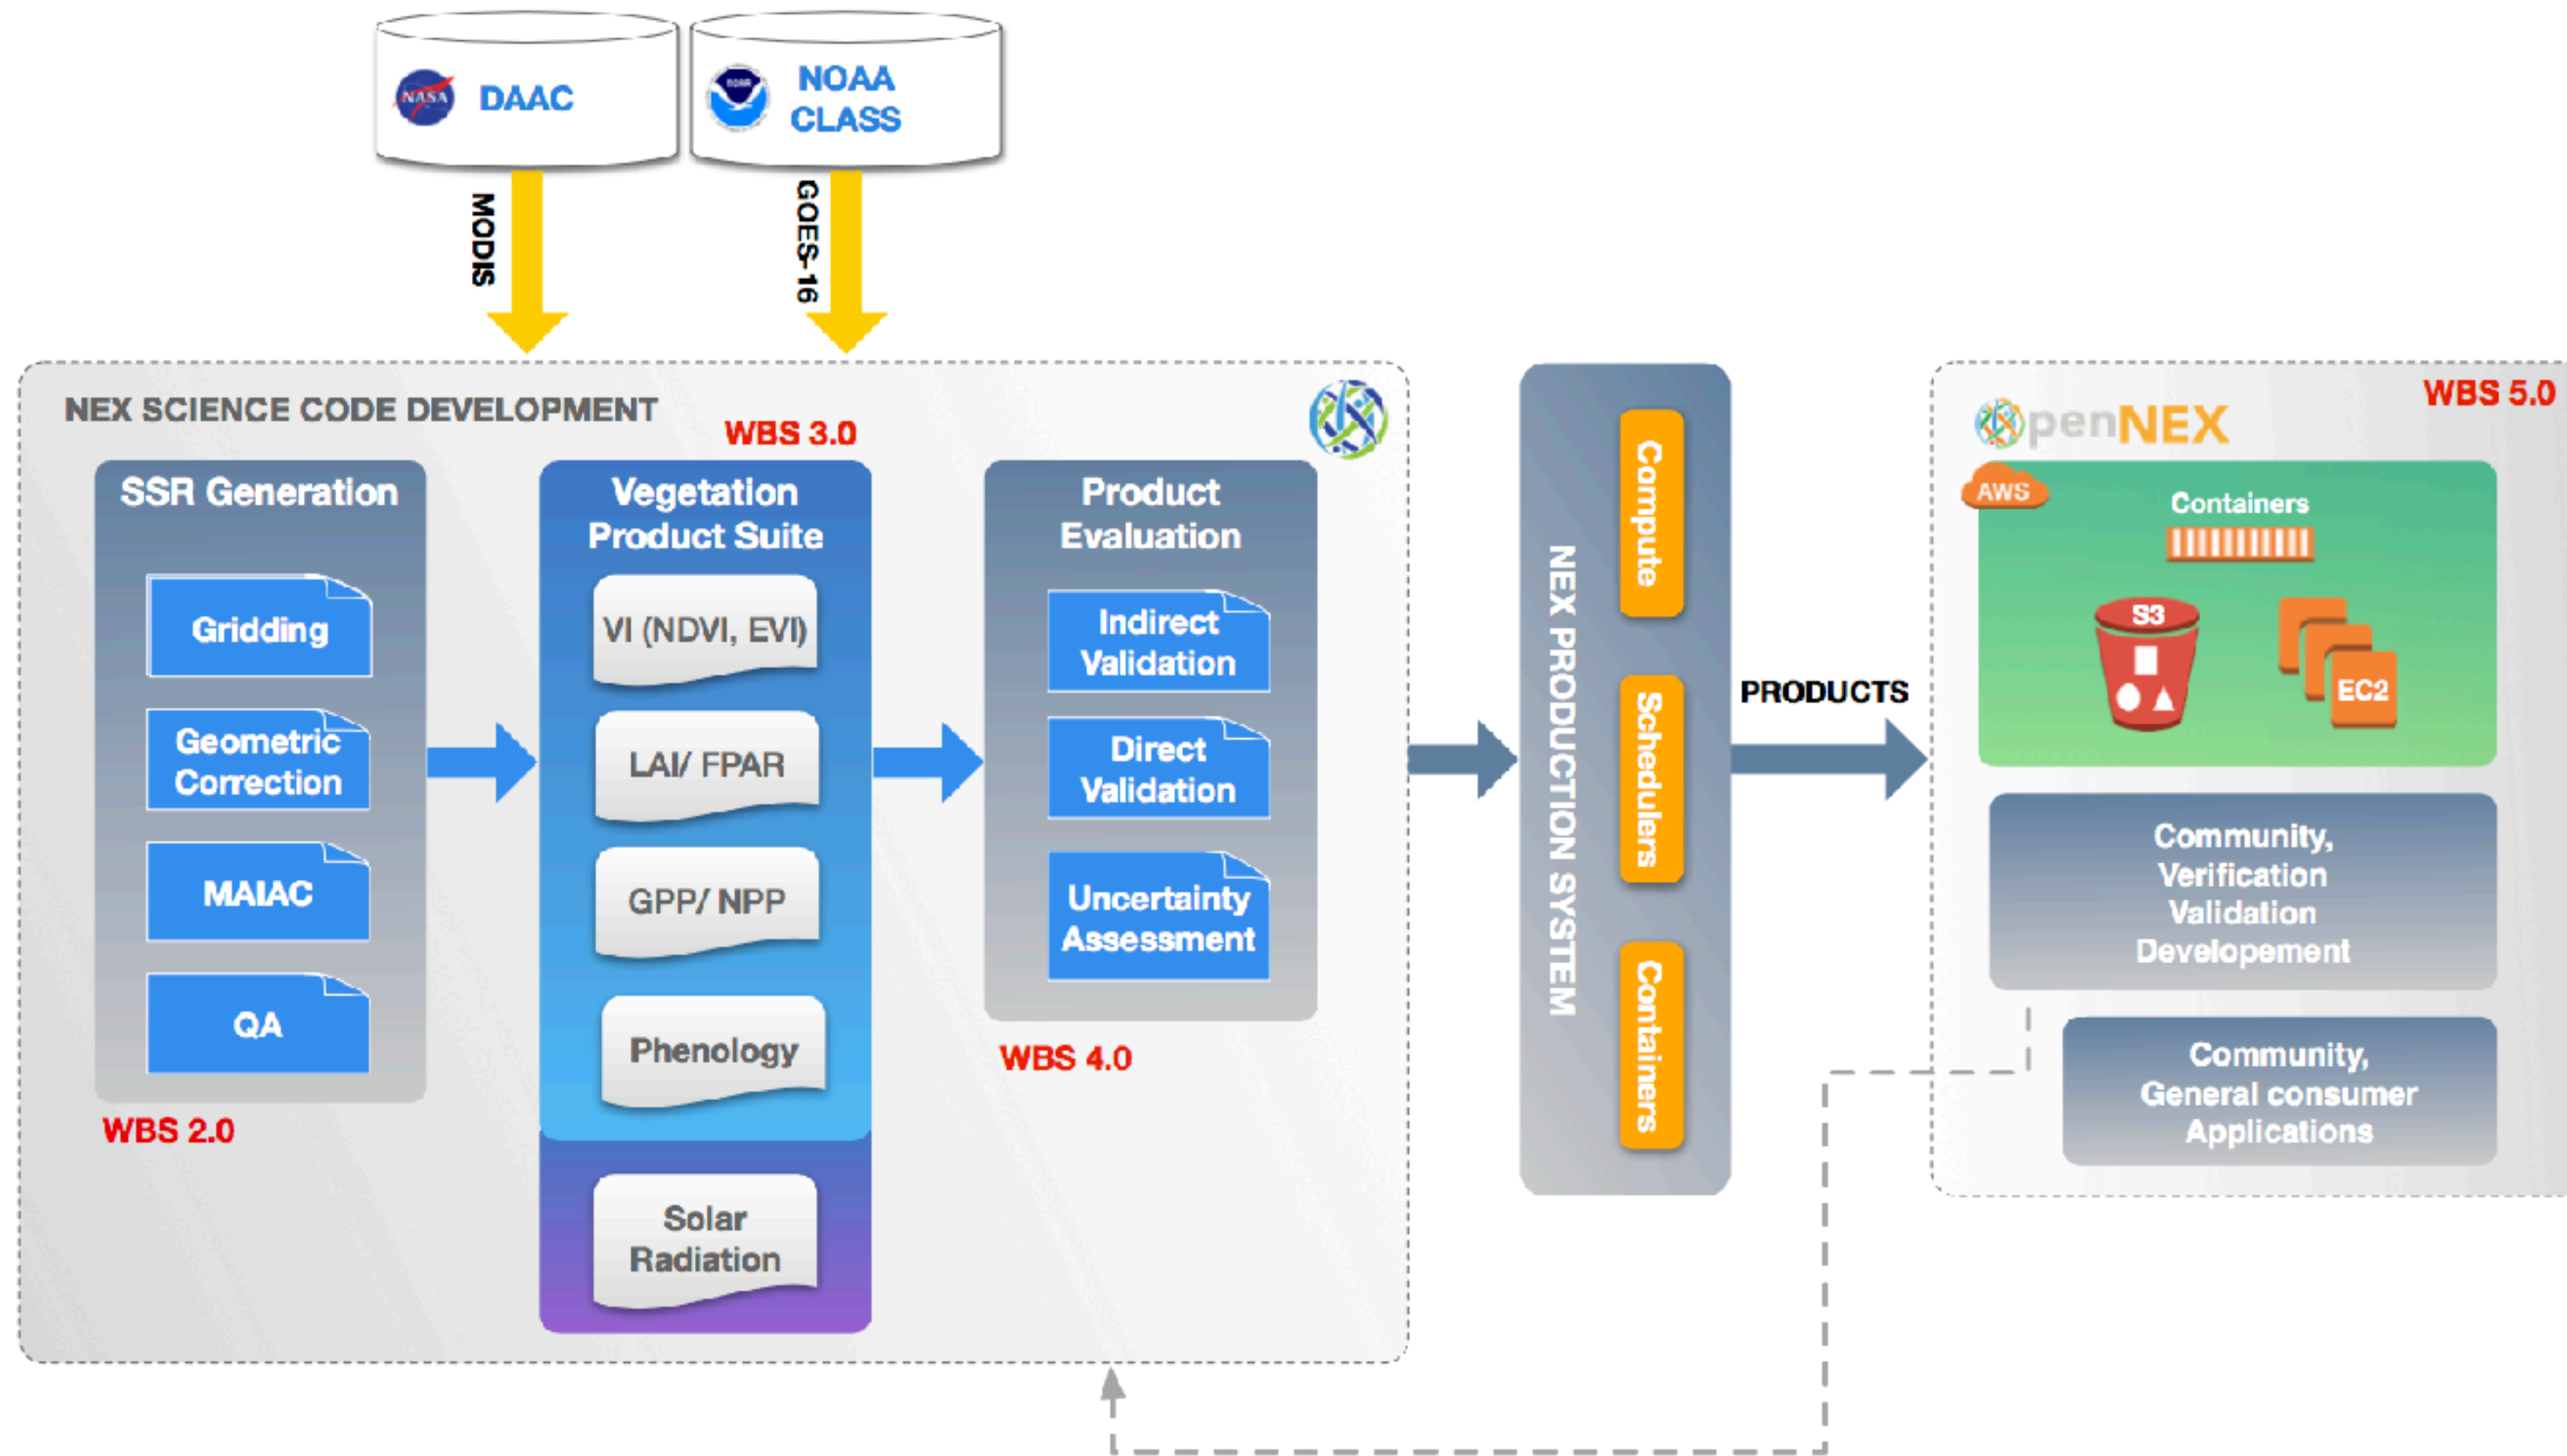 NASA
DAAC
NOAA
NOAA
CLASS
MODIS
GOES-16
NEX SCIENCE CODE DEVELOPMENT
WBS 3.0
SSR Generation
Gridding
Geometric
Correction
MAIAC
QA
WBS 2.0
Vegetation
Product Suite
VI (NDVI, EVI)
LAI/ FPAR
GPP/ NPP
Phenology
Solar
Radiation
Product
Evaluation
Indirect
Validation
Direct
Validation
Uncertainty
Assessment
WBS 4.0
NEX PRODUCTION SYSTEM
Compute
Schedulers
Containers
PRODUCTS
WBS 5.0
OpenNEX
AWS
Containers
S3
EC2
Community,
Verification
Validation
Developement
Community,
General consumer
Applications